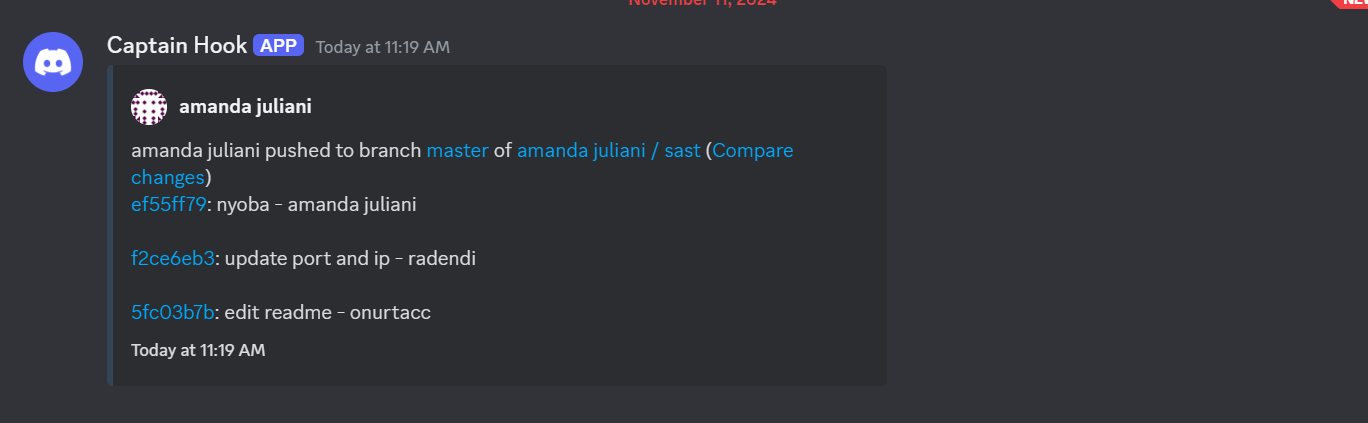 November 11, 2024
NEW
Captain Hook APP Today at 11:19 AM
amanda juliani
amanda juliani pushed to branch master of amanda juliani / sast (Compare
changes)
ef55ff79: nyoba - amanda juliani
f2ce6eb3: update port and ip - radendi
5fc03b7b: edit readme - onurtacc
Today at 11:19 AM